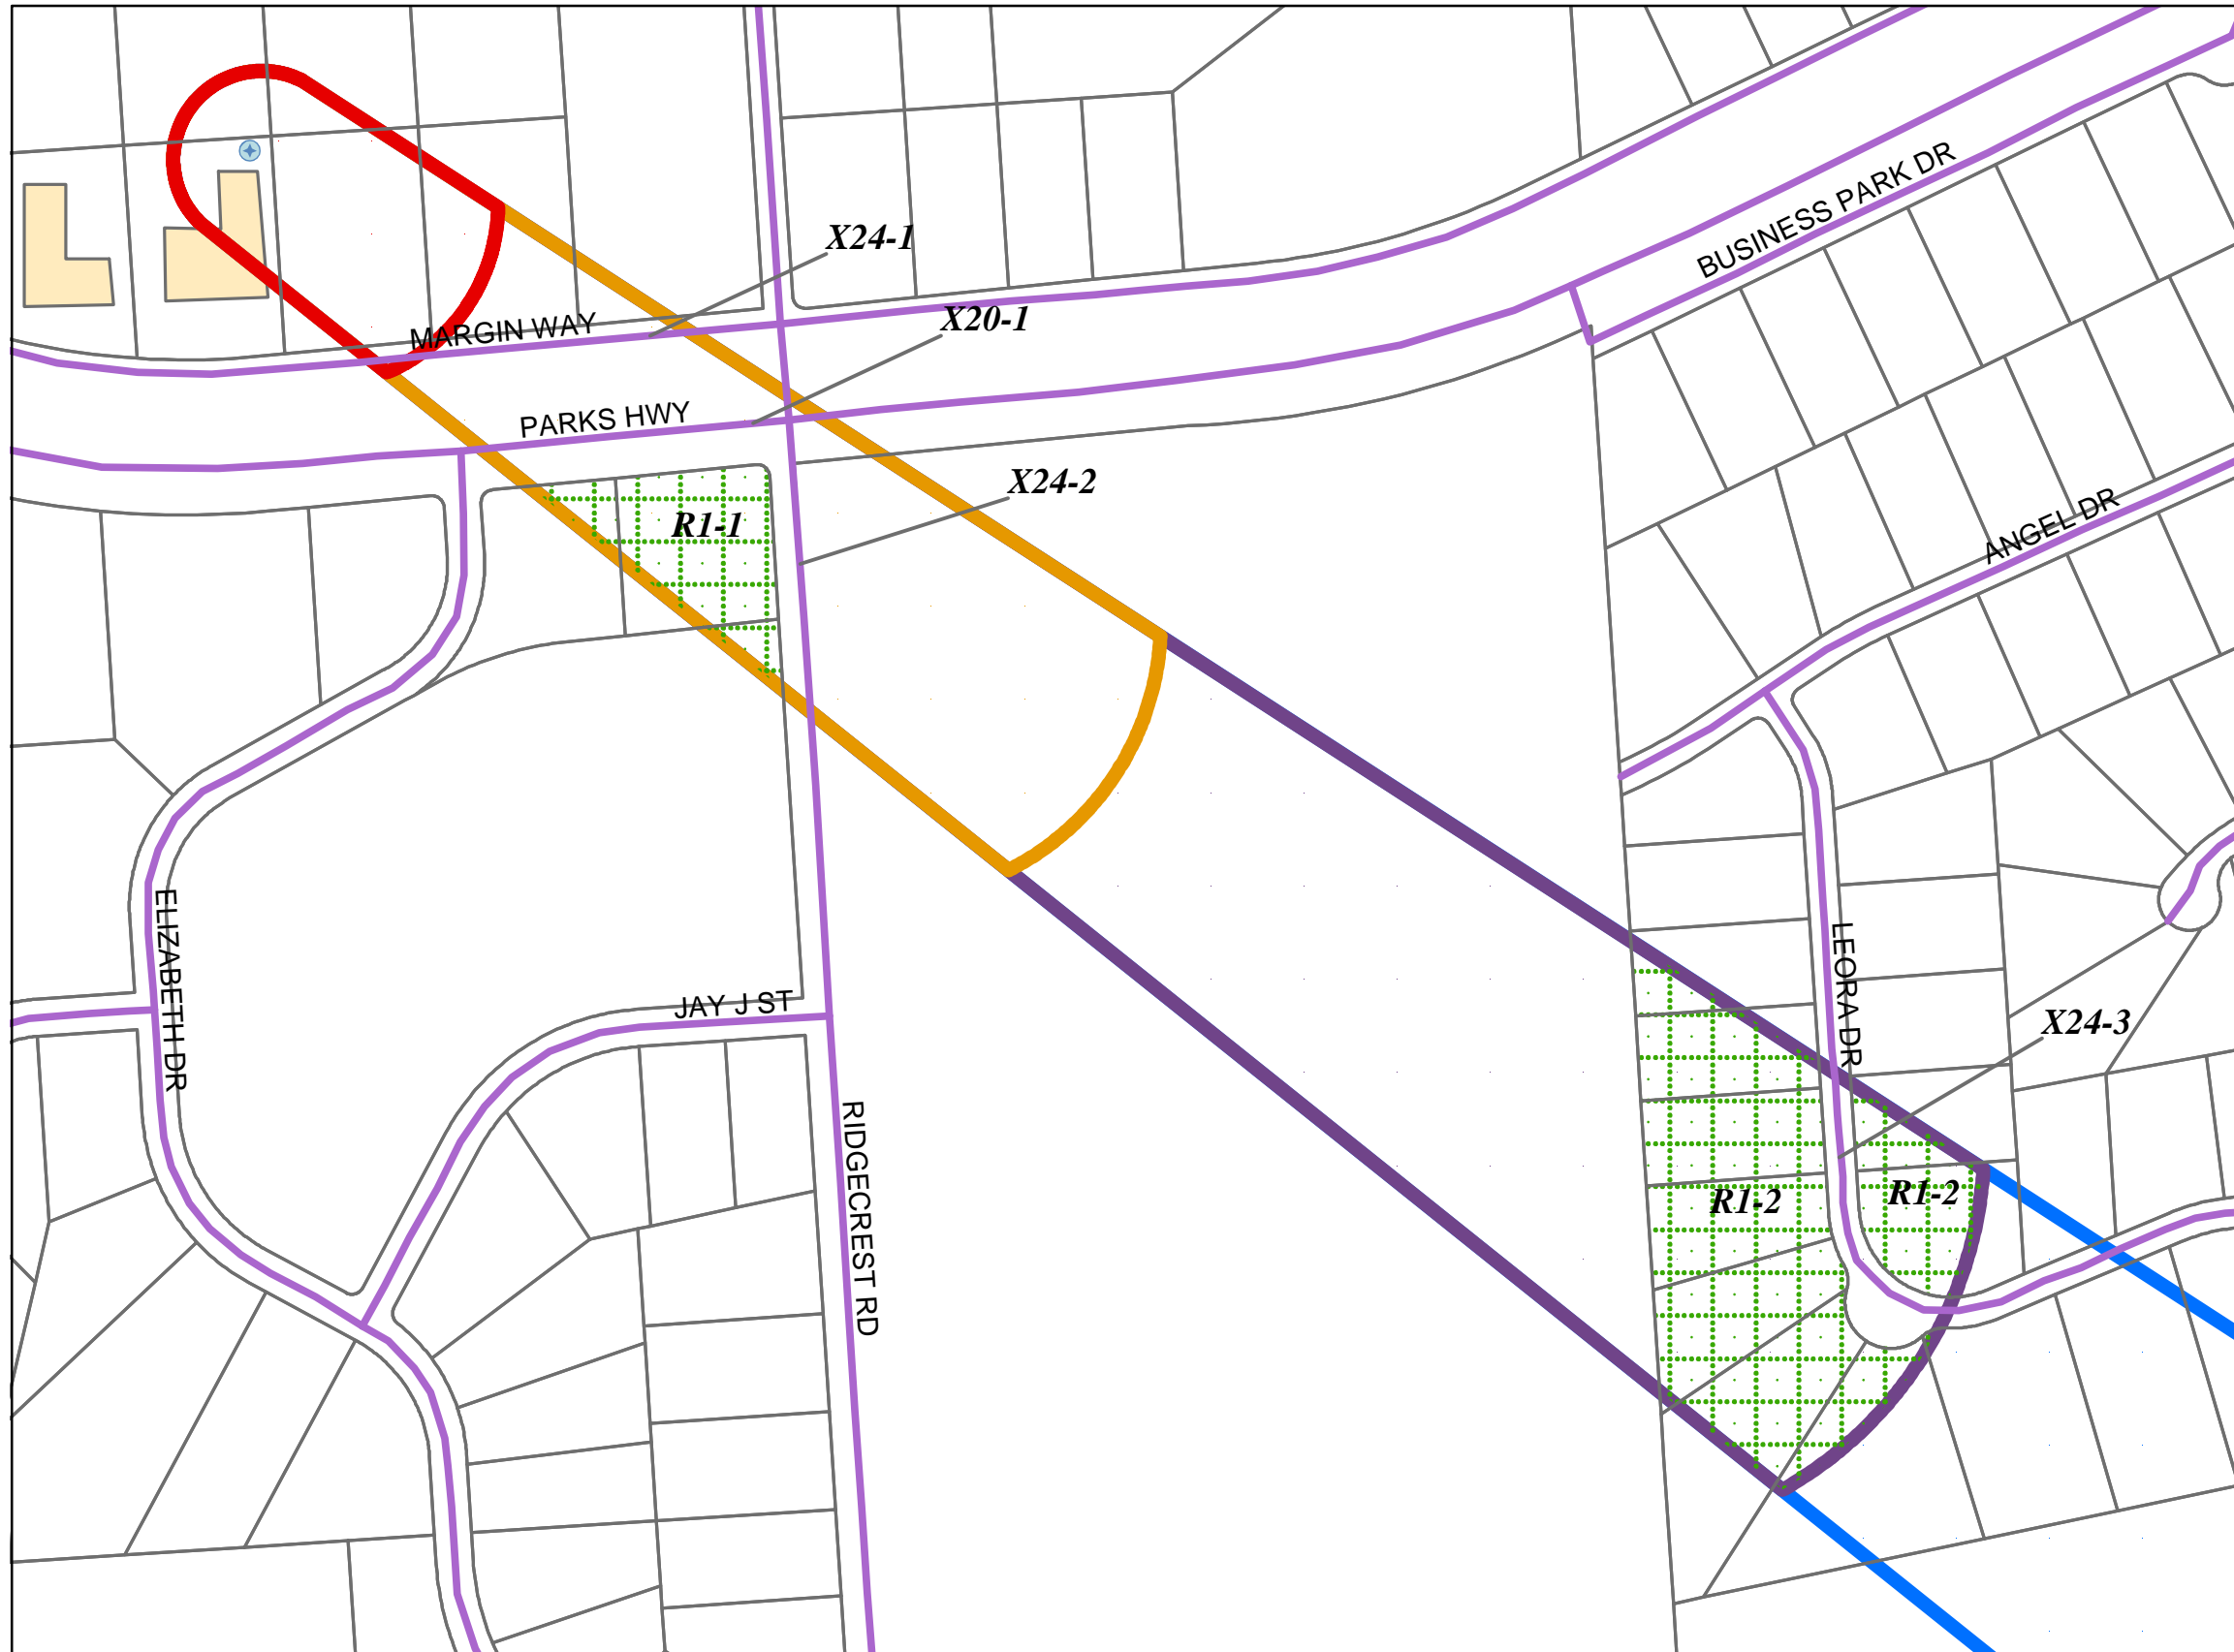 BUSINESS PARK DR
X24-1
X20-1
MARGIN WAY
PARKS HWY
X24-2
R1-1
ANGEL DR
ELIZABETH DR
LEORA DR
JAY J ST
X24-3
RIDGECREST RD
R1-2
R1-2